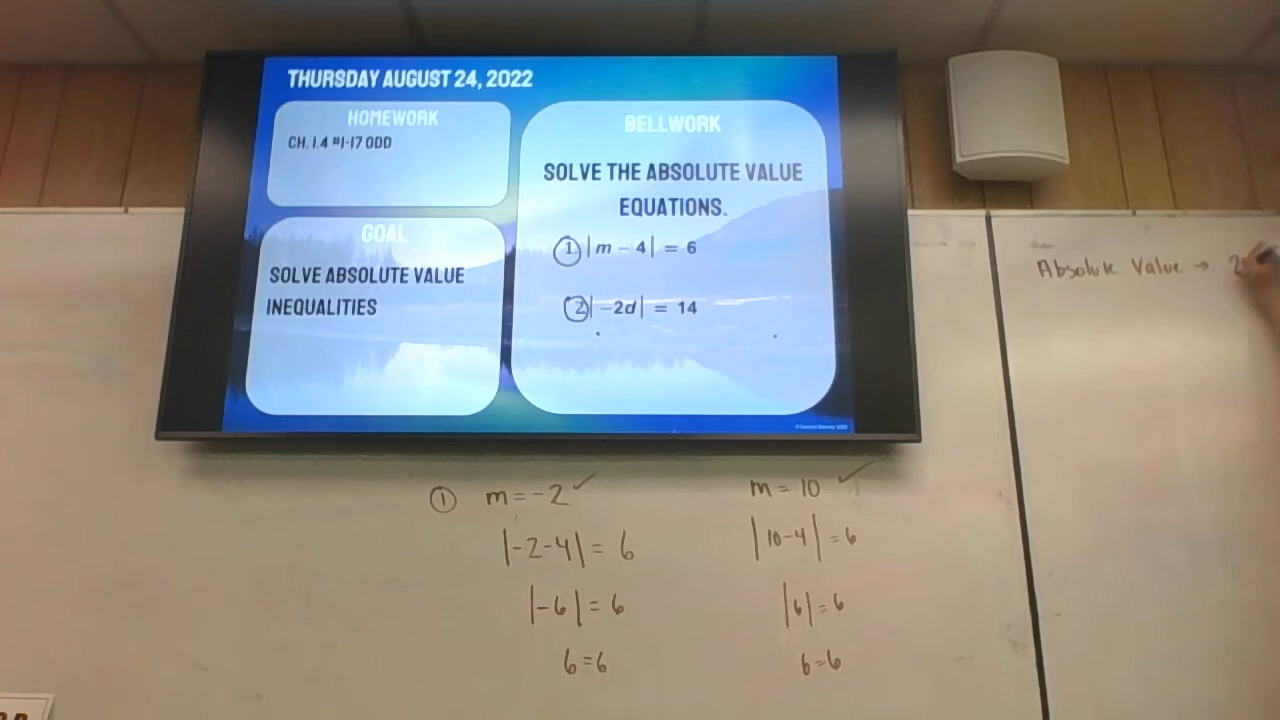 THURSDAY AUGUST 24, 2022
HOMEWORK
CH. 1.4 #1-17 ODD
GOAL
SOLVE ABSOLUTE VALUE
INEQUALITIES
BELLWORK
SOLVE THE ABSOLUTE VALUE
EQUATIONS.
1. |m − 4| = 6
2. |−2d| = 14
Absolute Value →
① m = -2 ✓
|-2-4| = 6
|-6| = 6
6=6
m = 10 ✓
|10-4| = 6
|6| = 6
6=6